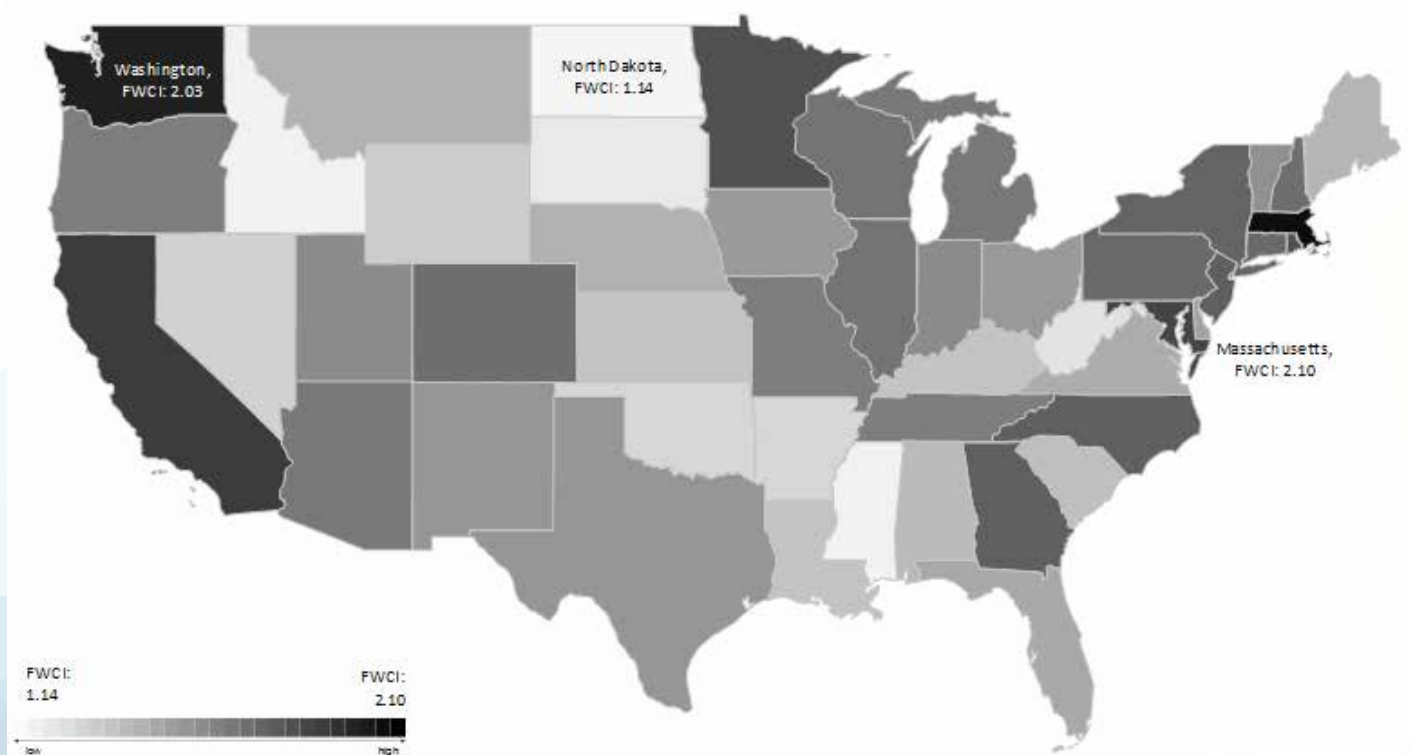 Washington,
FWCI: 2.03
North Dakota,
FWCI: 1.14
Massachusetts,
FWCI: 2.10
FWCI:
1.14
FWCI:
2.10
low
high